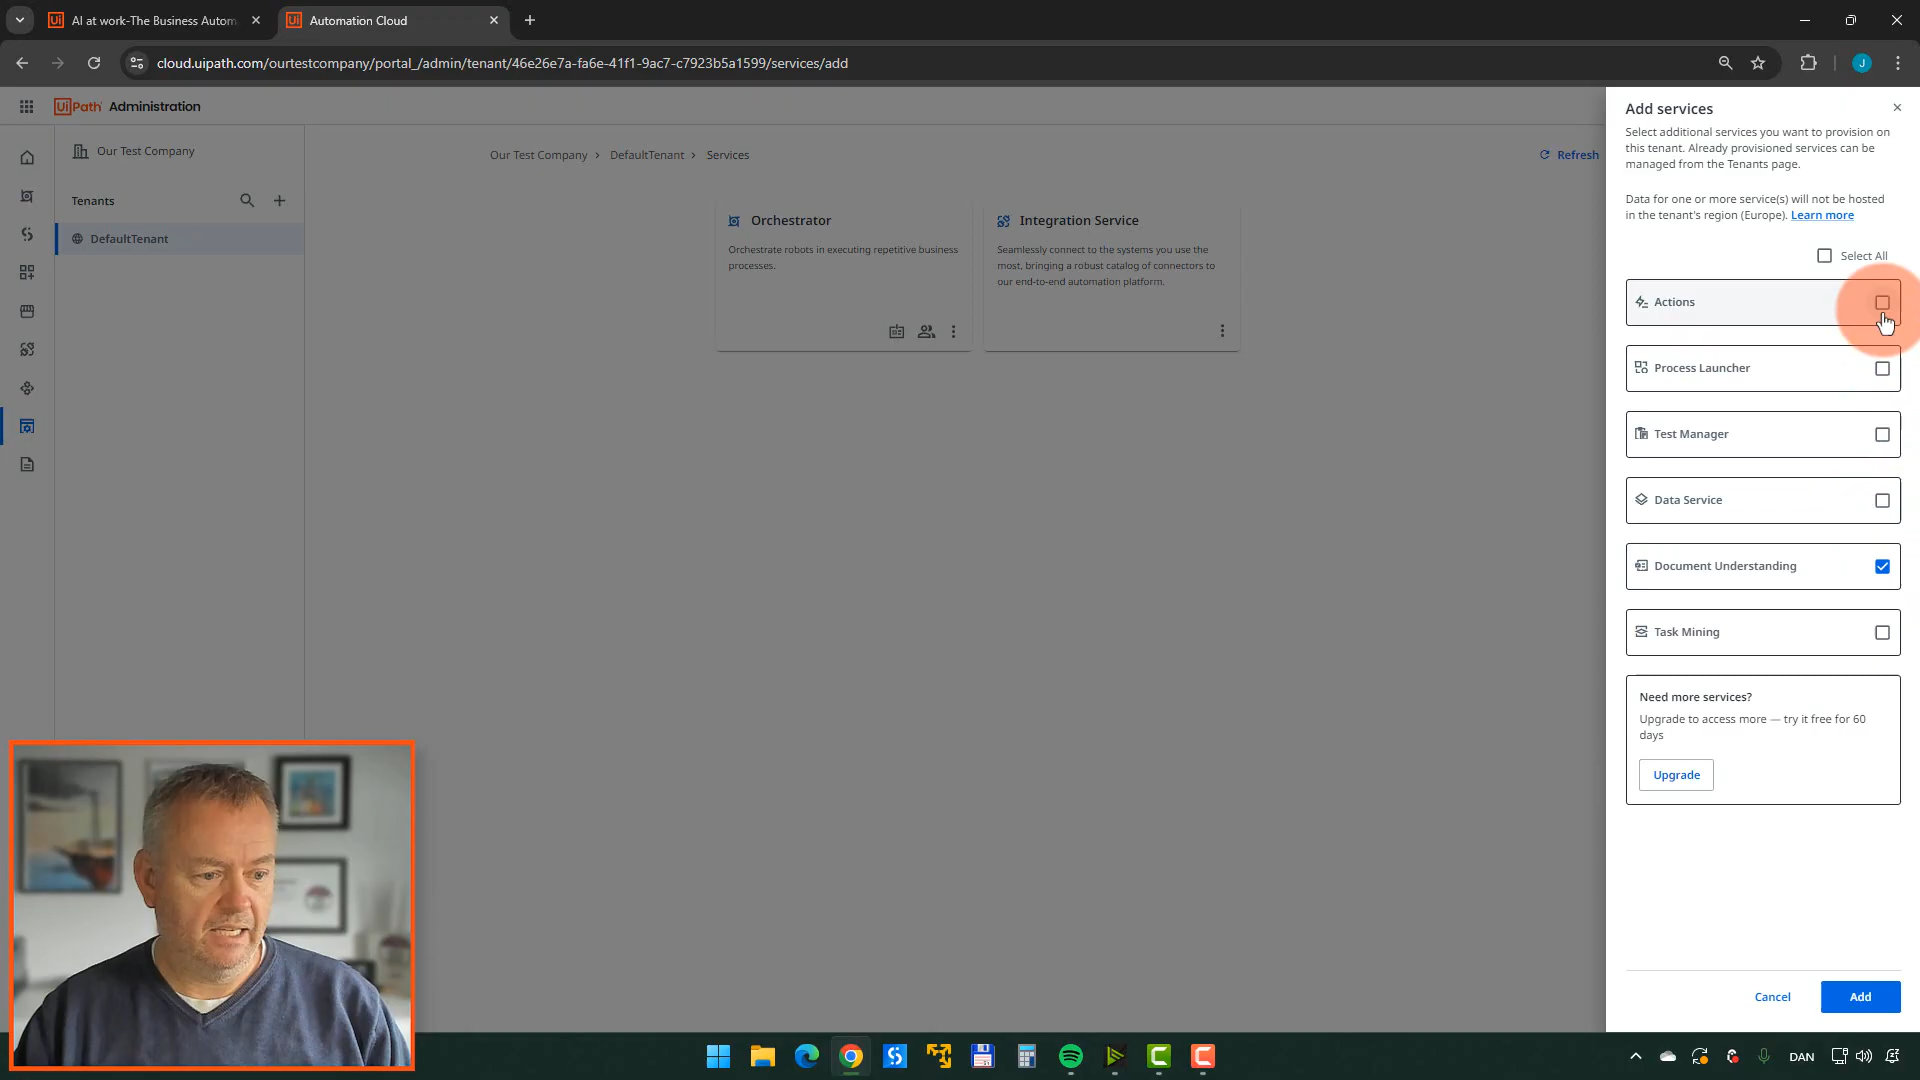 AI at work-The Business Autom
Automation Cloud
cloud.uipath.com/ourtestcompany/portal_/admin/tenant/46e26e7a-fa6e-41f1-9ac7-c7923b5a1599/services/add
J
UiPath Administration
Our Test Company
Tenants
DefaultTenant
Our Test Company > DefaultTenant > Services
Refresh
Orchestrator
Orchestrate robots in executing repetitive business
processes.
Integration Service
Seamlessly connect to the systems you use the
most, bringing a robust catalog of connectors to
our end-to-end automation platform.
Add services
Select additional services you want to provision on
this tenant. Already provisioned services can be
managed from the Tenants page.
Data for one or more service(s) will not be hosted
in the tenant's region (Europe). Learn more
Select All
Actions
Process Launcher
Test Manager
Data Service
Document Understanding
Task Mining
Need more services?
Upgrade to access more — try it free for 60
days
Upgrade
Cancel
Add
DAN